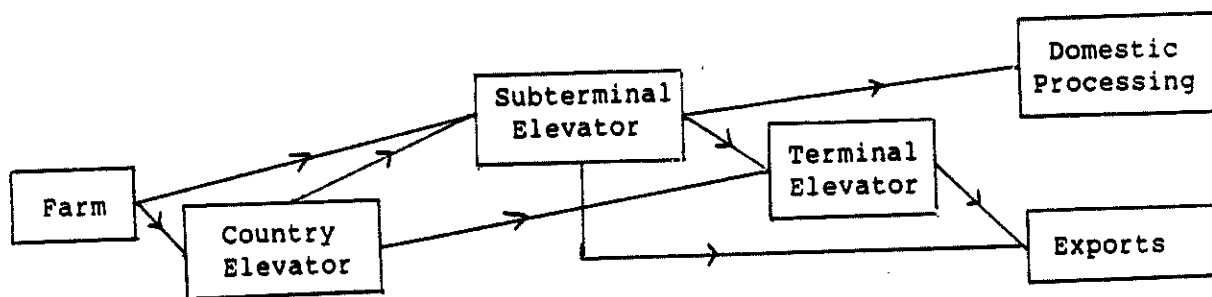 Farm
Country
Elevator
Subterminal
Elevator
Terminal
Elevator
Domestic
Processing
Exports